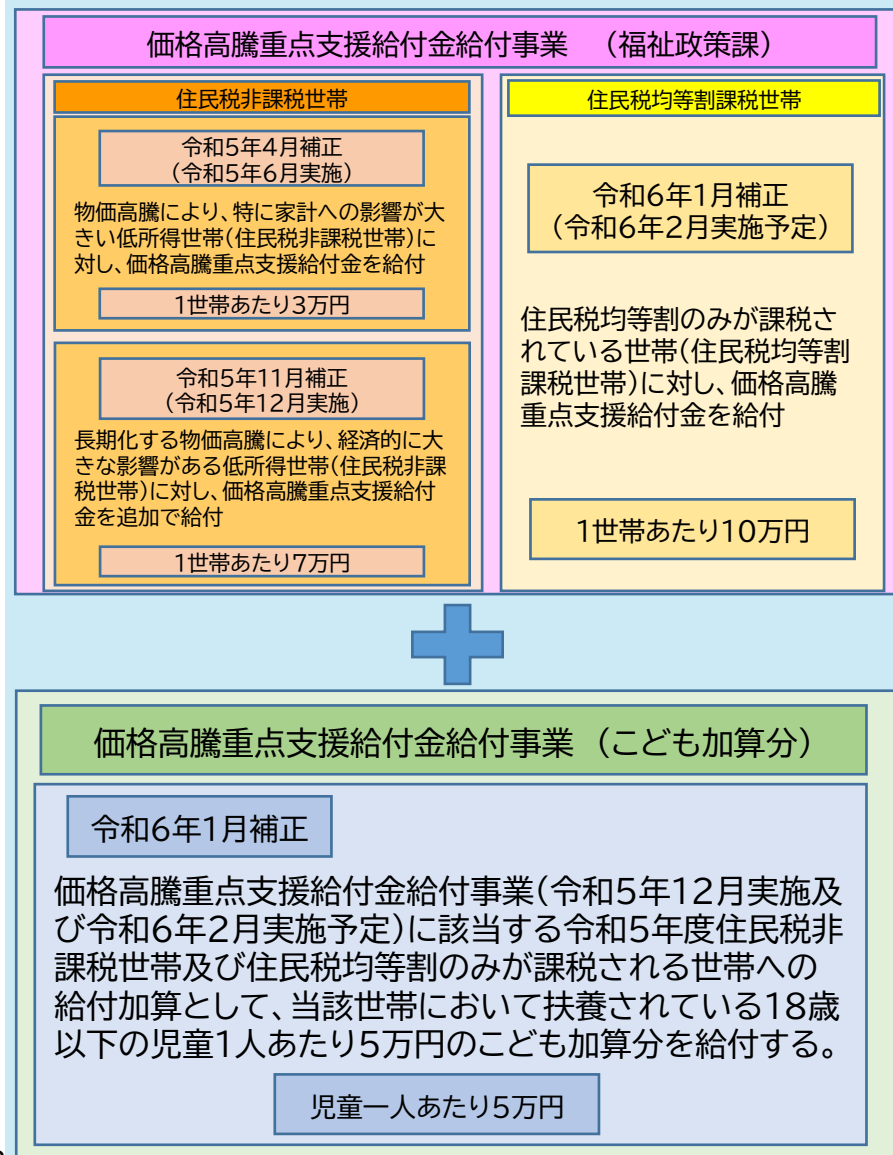 価格高騰重点支援給付金給付事業　（福祉政策課）
住民税非課税世帯
令和5年4月補正
（令和5年6月実施）
物価高騰により、特に家計への影響が大
きい低所得世帯（住民税非課税世帯）に
対し、価格高騰重点支援給付金を給付
1世帯あたり3万円
令和5年11月補正
（令和5年12月実施）
長期化する物価高騰により、経済的に大
きな影響がある低所得世帯（住民税非課
税世帯）に対し、価格高騰重点支援給付
金を追加で給付
1世帯あたり7万円
住民税均等割課税世帯
令和6年1月補正
（令和6年2月実施予定）
住民税均等割のみが課税さ
れている世帯（住民税均等割
課税世帯）に対し、価格高騰
重点支援給付金を給付
1世帯あたり10万円
価格高騰重点支援給付金給付事業　（こども加算分）
令和6年1月補正
価格高騰重点支援給付金給付事業（令和5年12月実施及
び令和6年2月実施予定）に該当する令和5年度住民税非
課税世帯及び住民税均等割のみが課税される世帯への
給付加算として、当該世帯において扶養されている18歳
以下の児童1人あたり5万円のこども加算分を給付する。
児童一人あたり5万円